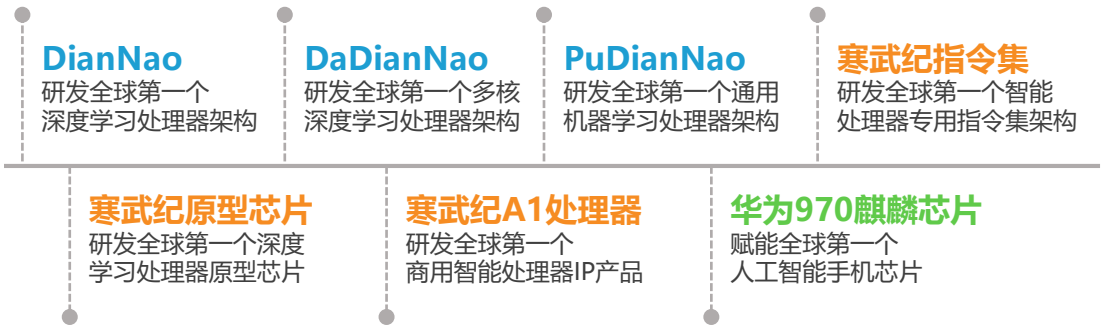 DianNao
研发全球第一个
深度学习处理器架构
DaDianNao
研发全球第一个多核
深度学习处理器架构
PuDianNao
研发全球第一个通用
机器学习处理器架构
寒武纪指令集
研发全球第一个智能
处理器专用指令集架构
寒武纪原型芯片
研发全球第一个深度
学习处理器原型芯片
寒武纪A1处理器
研发全球第一个
商用智能处理器IP产品
华为970麒麟芯片
赋能全球第一个
人工智能手机芯片